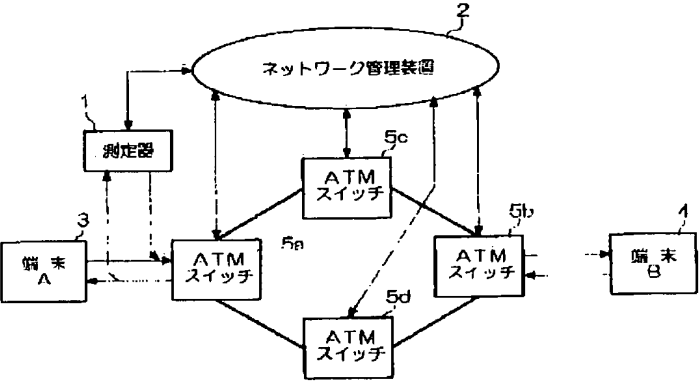 2
ネットワーク管理装置
1
測定器
5c
ATM
スイッチ
3
端末
A
5a
ATM
スイッチ
5b
ATM
スイッチ
4
端末
B
5d
ATM
スイッチ